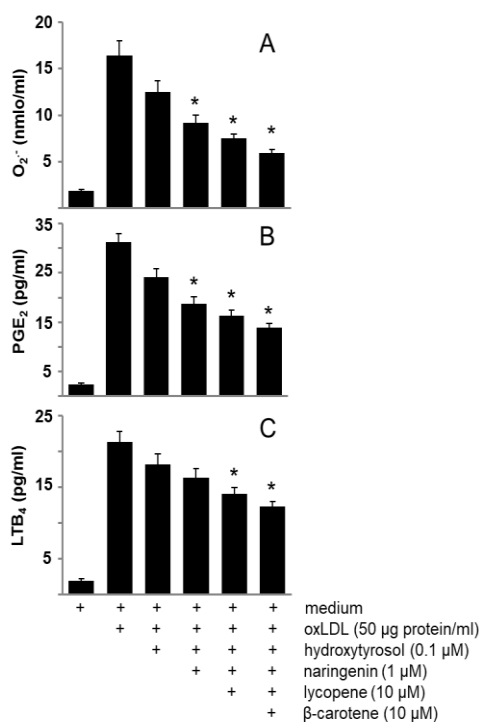 A
20
15
10
5
O₂·⁻ (nmlo/ml)
* * *
B
35
25
15
5
PGE₂ (pg/ml)
* * *
C
25
15
5
LTB₄ (pg/ml)
* *
+ + + + + + medium
+ + + + + oxLDL (50 µg protein/ml)
+ + + + hydroxytyrosol (0.1 µM)
+ + + naringenin (1 µM)
+ + lycopene (10 µM)
+ β-carotene (10 µM)